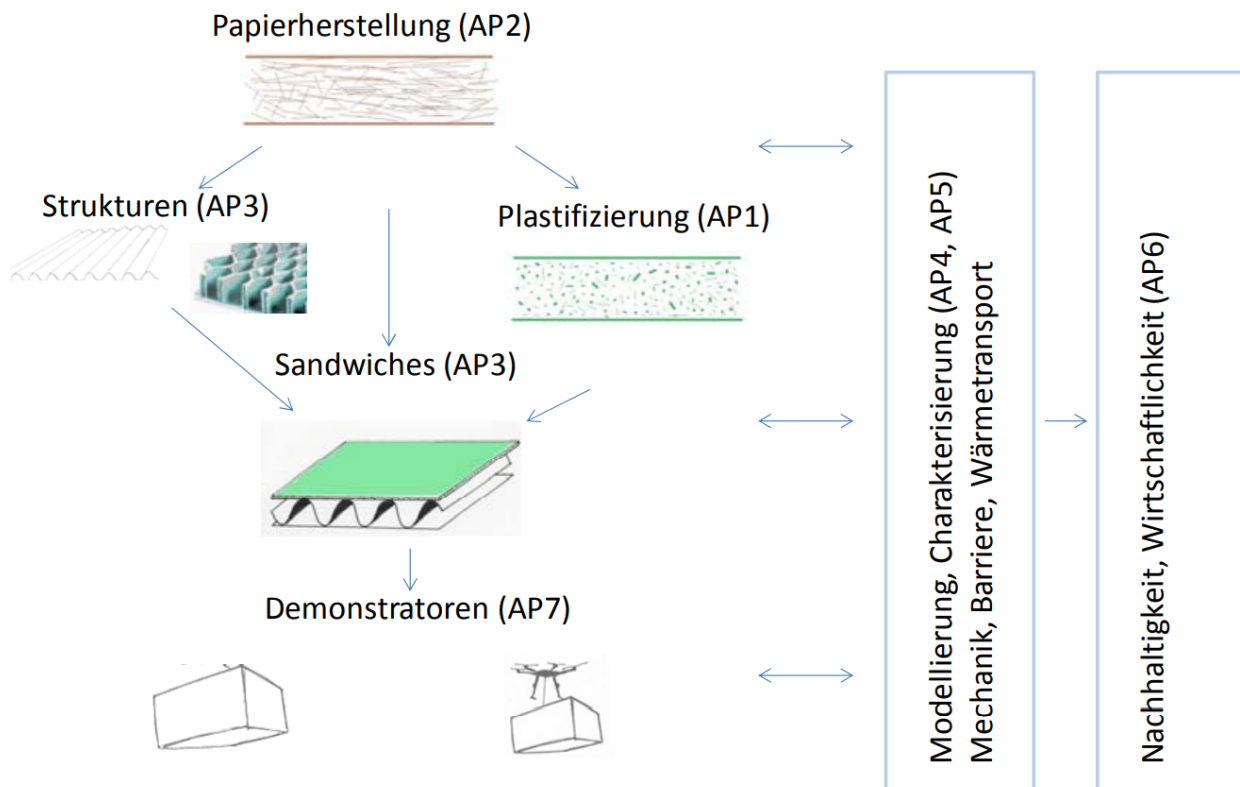 Papierherstellung (AP2)
Strukturen (AP3)
Plastifizierung (AP1)
Sandwiches (AP3)
Demonstratoren (AP7)
Modellierung, Charakterisierung (AP4, AP5)
Mechanik, Barriere, Wärmetransport
Nachhaltigkeit, Wirtschaftlichkeit (AP6)